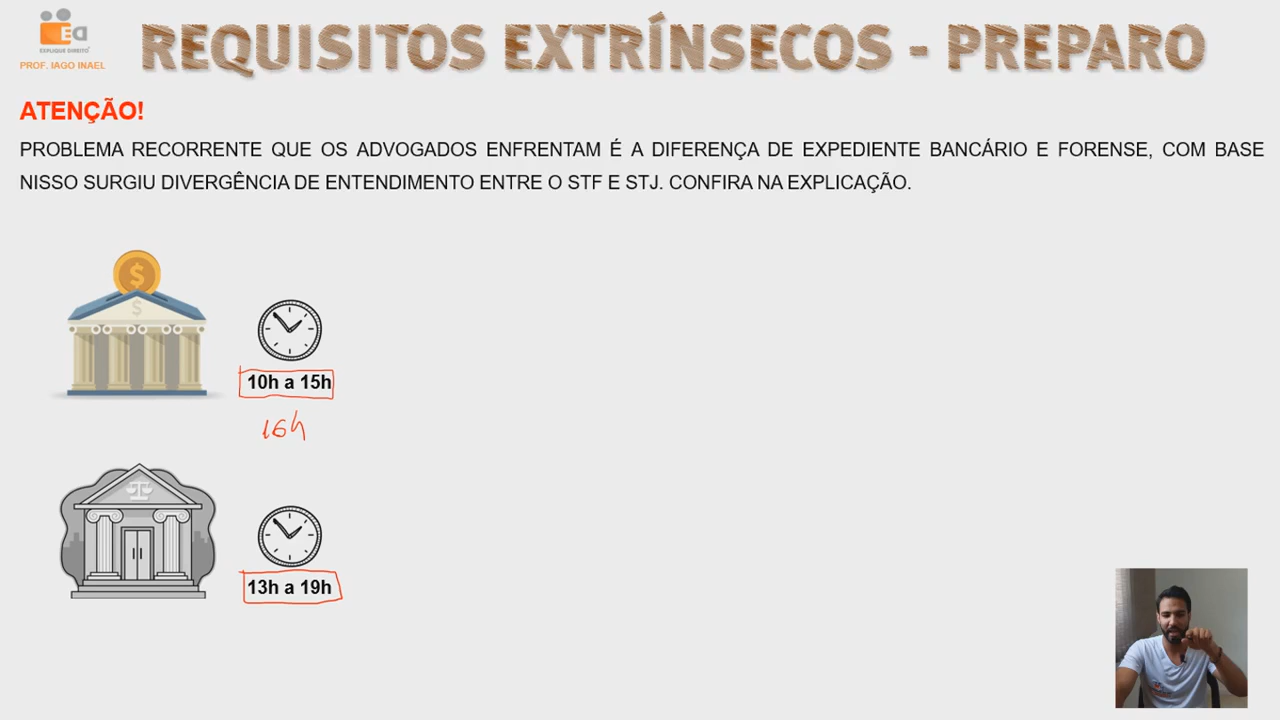 ED
EXPLIQUE DIREITO
PROF. IAGO INAEL
REQUISITOS EXTRÍNSECOS - PREPARO
ATENÇÃO!
PROBLEMA RECORRENTE QUE OS ADVOGADOS ENFRENTAM É A DIFERENÇA DE EXPEDIENTE BANCÁRIO E FORENSE, COM BASE
NISSO SURGIU DIVERGÊNCIA DE ENTENDIMENTO ENTRE O STF E STJ. CONFIRA NA EXPLICAÇÃO.
$
$
10h a 15h
16h
13h a 19h